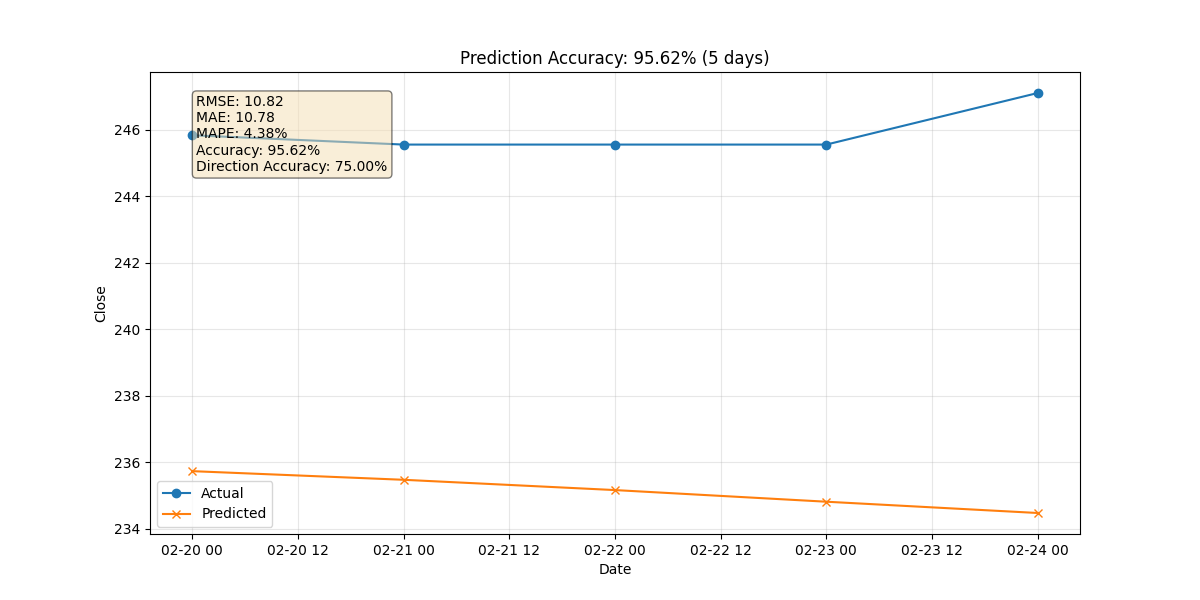 Prediction Accuracy: 95.62% (5 days)
RMSE: 10.82
MAE: 10.78
MAPE: 4.38%
Accuracy: 95.62%
Direction Accuracy: 75.00%
246
244
242
240
238
236
234
Close
Actual
Predicted
02-20 00 02-20 12 02-21 00 02-21 12 02-22 00 02-22 12 02-23 00 02-23 12 02-24 00
Date